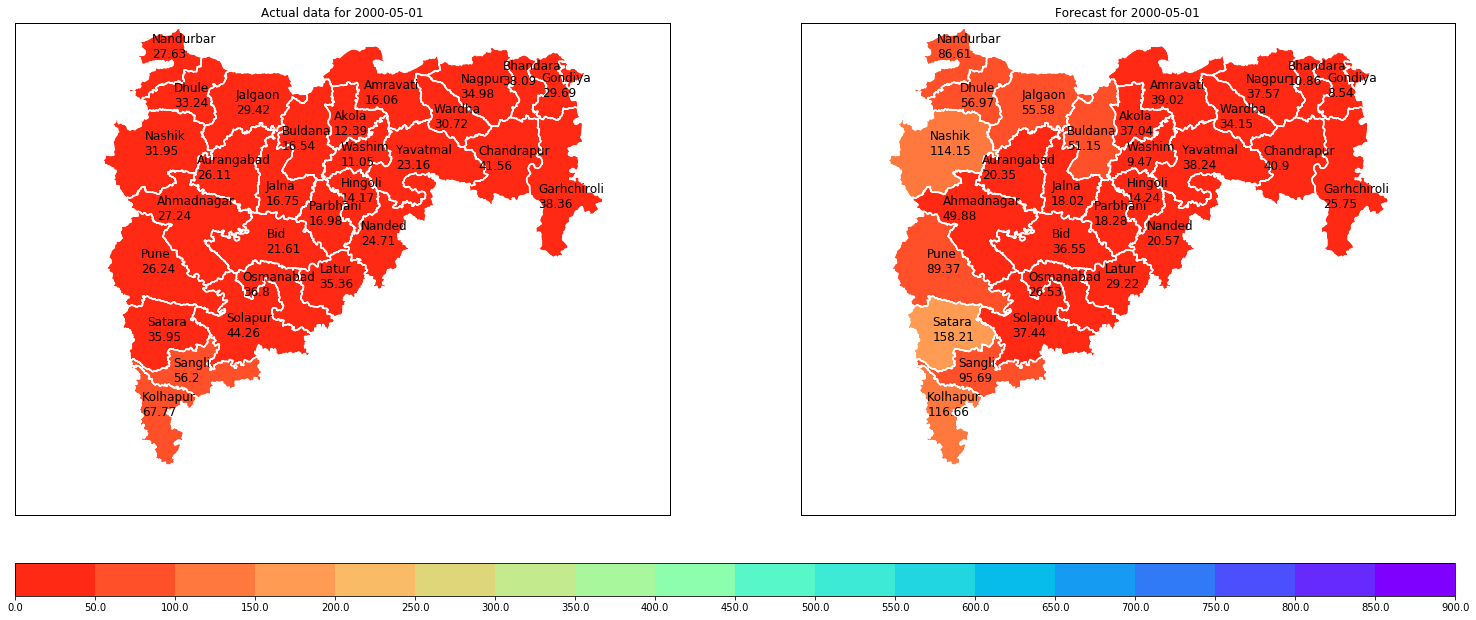 Actual data for 2000-05-01
Nandurbar
27.63
Dhule
33.24
Jalgaon
29.42
Amravati
16.06
Nagpur
34.98
Bhandara
38.09
Gondiya
29.69
Wardha
30.72
Akola
12.39
Buldana
16.54
Nashik
31.95
Aurangabad
26.11
Washim
11.05
Yavatmal
23.16
Chandrapur
41.56
Jalna
16.75
Hingoli
14.17
Garhchiroli
38.36
Ahmadnagar
27.24
Parbhani
16.98
Nanded
24.71
Bid
21.61
Pune
26.24
Osmanabad
36.8
Latur
35.36
Satara
35.95
Solapur
44.26
Sangli
56.2
Kolhapur
67.77
Forecast for 2000-05-01
Nandurbar
86.61
Dhule
56.97
Jalgaon
55.58
Amravati
39.02
Nagpur
37.57
Bhandara
10.86
Gondiya
8.54
Wardha
34.15
Akola
37.04
Buldana
51.15
Nashik
114.15
Aurangabad
20.35
Washim
9.47
Yavatmal
38.24
Chandrapur
40.9
Jalna
18.02
Hingoli
14.24
Garhchiroli
25.75
Ahmadnagar
49.88
Parbhani
18.28
Nanded
20.57
Bid
36.55
Pune
89.37
Osmanabad
26.53
Latur
29.22
Satara
158.21
Solapur
37.44
Sangli
95.69
Kolhapur
116.66
0.0 50.0 100.0 150.0 200.0 250.0 300.0 350.0 400.0 450.0 500.0 550.0 600.0 650.0 700.0 750.0 800.0 850.0 900.0